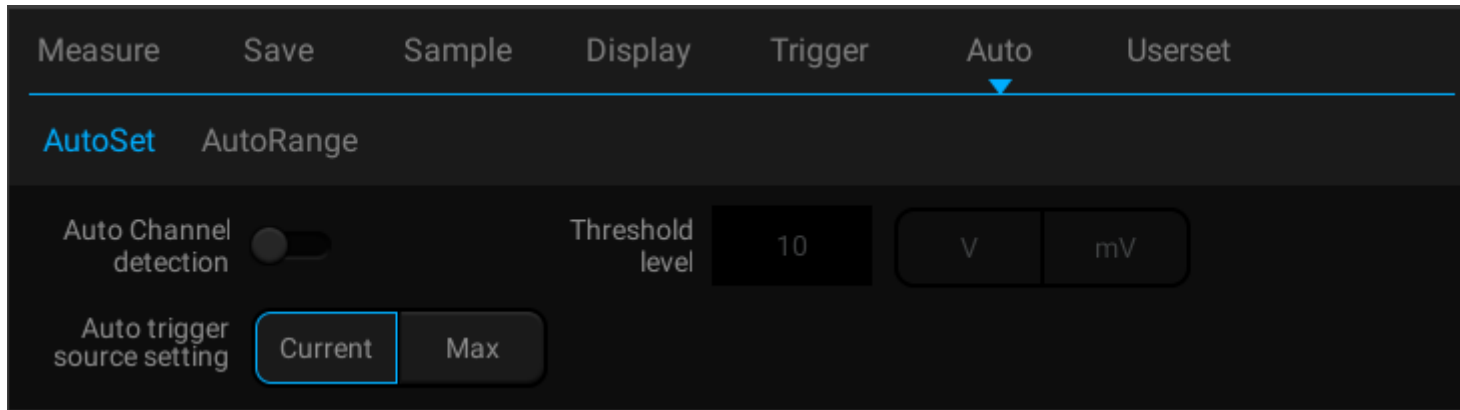 Measure Save Sample Display Trigger Auto Userset
AutoSet AutoRange
Auto Channel
detection
Threshold
level
10
V
mV
Auto trigger
source setting
Current
Max